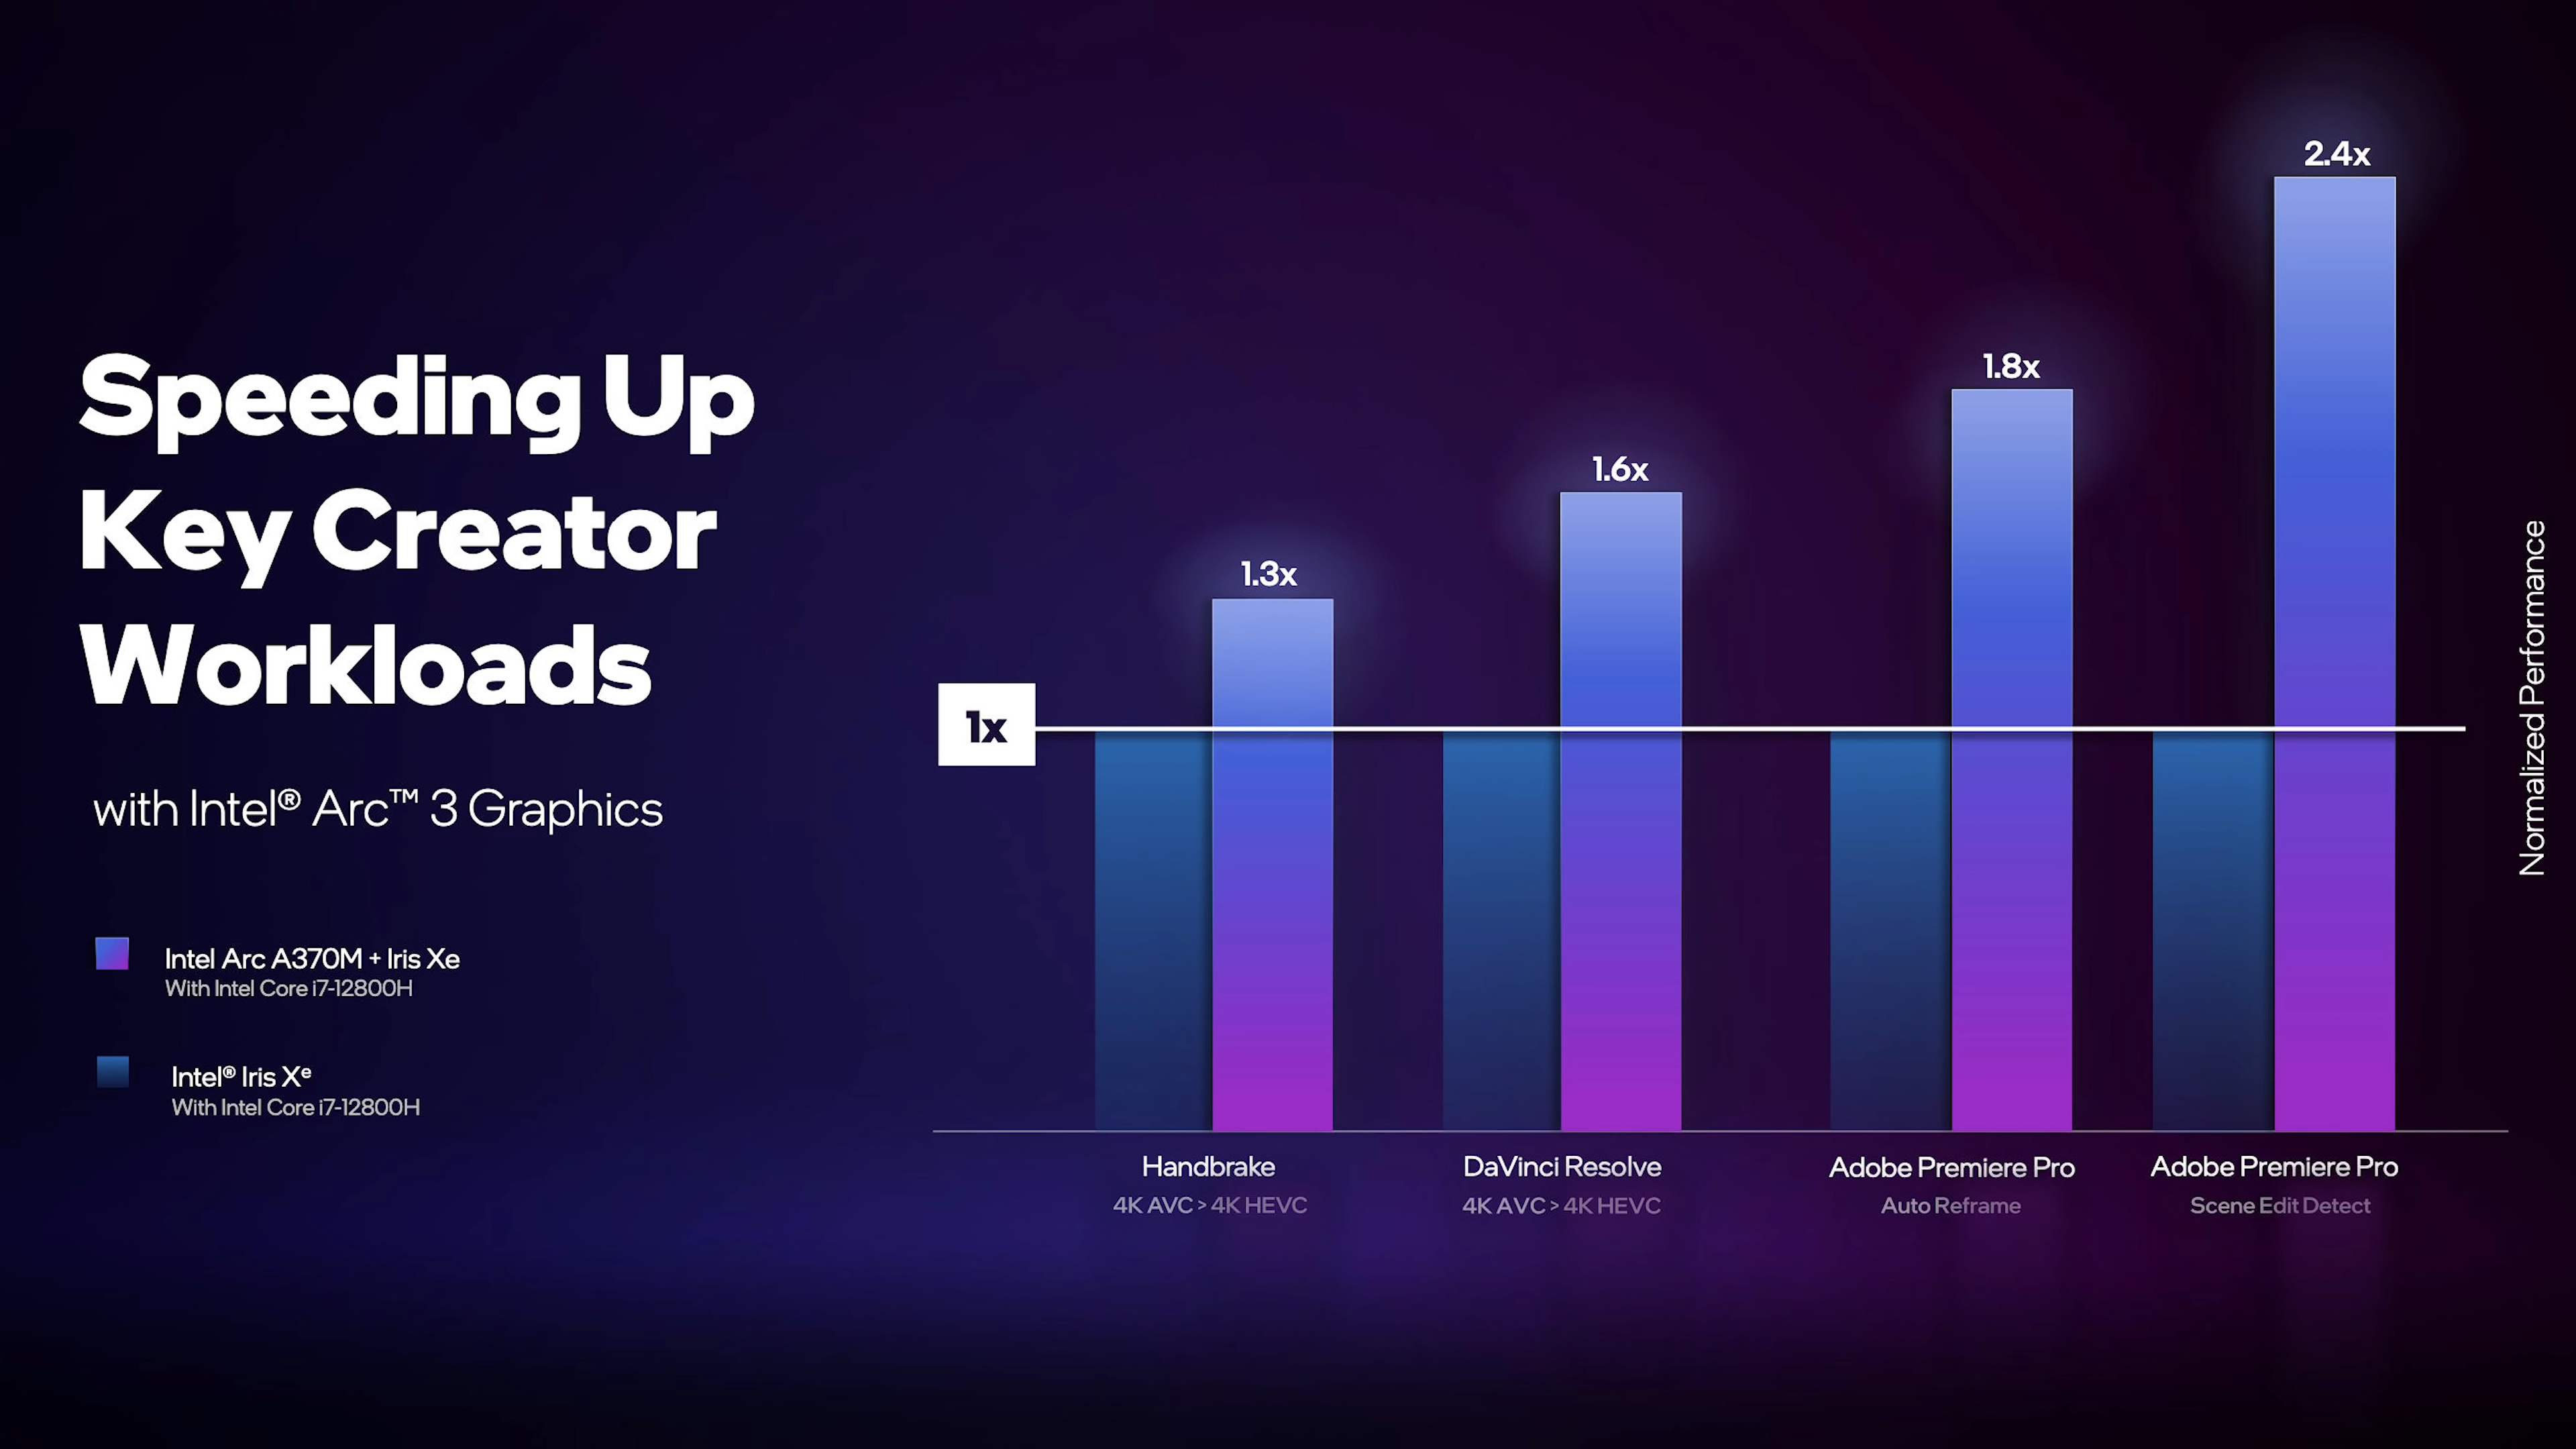 Speeding Up
Key Creator
Workloads
with Intel® Arc™ 3 Graphics
Intel Arc A370M + Iris Xe
With Intel Core i7-12800H
Intel® Iris Xᵉ
With Intel Core i7-12800H
1x
1.3x
1.6x
1.8x
2.4x
Handbrake
4K AVC > 4K HEVC
DaVinci Resolve
4K AVC > 4K HEVC
Adobe Premiere Pro
Auto Reframe
Adobe Premiere Pro
Scene Edit Detect
Normalized Performance